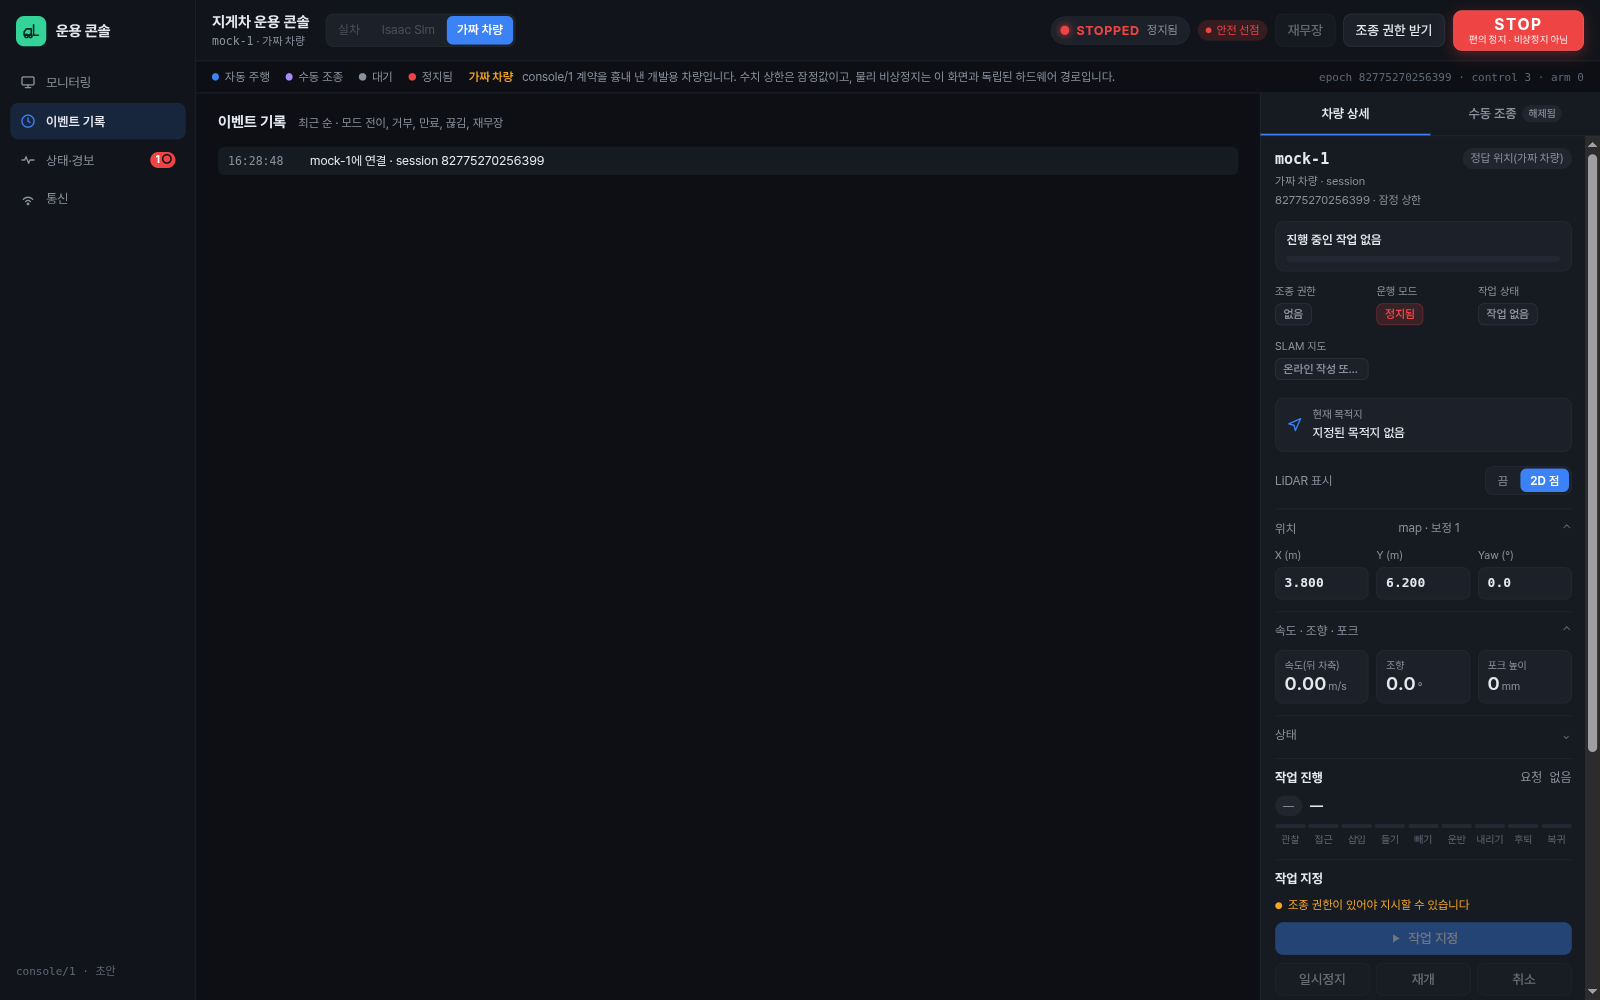 운용 콘솔
모니터링
이벤트 기록
상태·경보
1
통신
console/1 · 초안
지게차 운용 콘솔
mock-1 · 가짜 차량
실차
Isaac Sim
가짜 차량
STOPPED 정지됨
안전 선점
재무장
조종 권한 받기
STOP
편의 정지 · 비상정지 아님
자동 주행
수동 조종
대기
정지됨
가짜 차량 console/1 계약을 흉내 낸 개발용 차량입니다. 수치 상한은 잠정값이고, 물리 비상정지는 이 화면과 독립된 하드웨어 경로입니다.
epoch 82775270256399 · control 3 · arm 0
이벤트 기록 최근 순 · 모드 전이, 거부, 만료, 끊김, 재무장
16:28:48 mock-1에 연결 · session 82775270256399
차량 상세
수동 조종 해제됨
mock-1
정답 위치(가짜 차량)
가짜 차량 · session
82775270256399 · 잠정 상한
진행 중인 작업 없음
조종 권한 운행 모드 작업 상태
없음 정지됨 작업 없음
SLAM 지도
온라인 작성 또...
현재 목적지
지정된 목적지 없음
LiDAR 표시 끔 2D 점
위치 map · 보정 1
X (m) Y (m) Yaw (°)
3.800 6.200 0.0
속도 · 조향 · 포크
속도(뒤 차축) 조향 포크 높이
0.00 m/s 0.0 ° 0 mm
상태
작업 진행 요청 없음
— —
관찰 접근 삽입 들기 빼기 운반 내리기 후퇴 복귀
작업 지정
조종 권한이 있어야 지시할 수 있습니다
작업 지정
일시정지 재개 취소